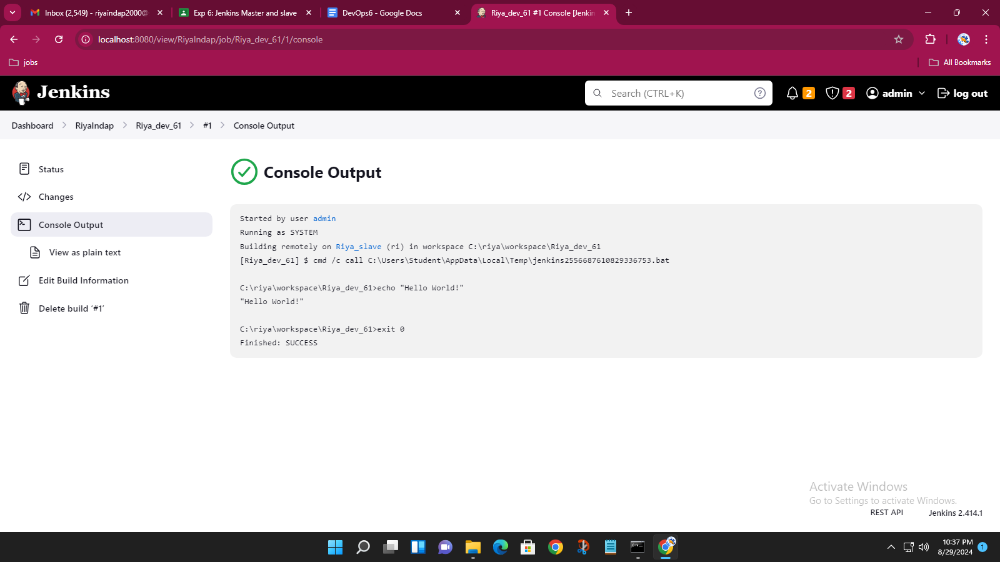 Inbox (2,549) - riyaindap2000@
Exp 6: Jenkins Master and slave
DevOps6 - Google Docs
Riya_dev_61 #1 Console [Jenkin
localhost:8080/view/RiyaIndap/job/Riya_dev_61/1/console
jobs
All Bookmarks
Jenkins
Search (CTRL+K)
2
2
admin
log out
Dashboard
RiyaIndap
Riya_dev_61
#1
Console Output
Status
Changes
Console Output
View as plain text
Edit Build Information
Delete build ‘#1’
Console Output
Started by user admin
Running as SYSTEM
Building remotely on Riya_slave (ri) in workspace C:\riya\workspace\Riya_dev_61
[Riya_dev_61] $ cmd /c call C:\Users\Student\AppData\Local\Temp\jenkins2556687610829336753.bat
C:\riya\workspace\Riya_dev_61>echo "Hello World!"
"Hello World!"
C:\riya\workspace\Riya_dev_61>exit 0
Finished: SUCCESS
Activate Windows
Go to Settings to activate Windows.
REST API
Jenkins 2.414.1
10:37 PM
8/29/2024
1